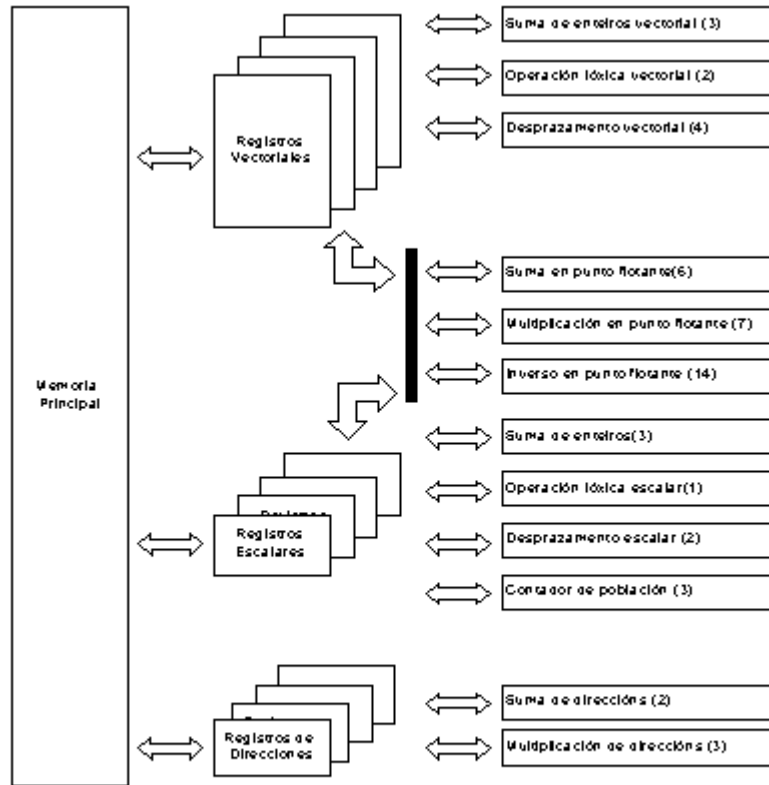 Suma de enteiros vectorial (3)
Operación lóxica vectorial (2)
Desprazamento vectorial (4)
Registros
Vectoriales
Suma en punto flotante(6)
Multiplicación en punto flotante (7)
Inverso en punto flotante (14)
Memoria
Principal
Suma de enteiros(3)
Operación lóxica escalar(1)
Registros
Escalares
Desprazamento escalar (2)
Contador de población (3)
Suma de direccións (2)
Registros de
Direcciones
Multiplicación de direccións (3)